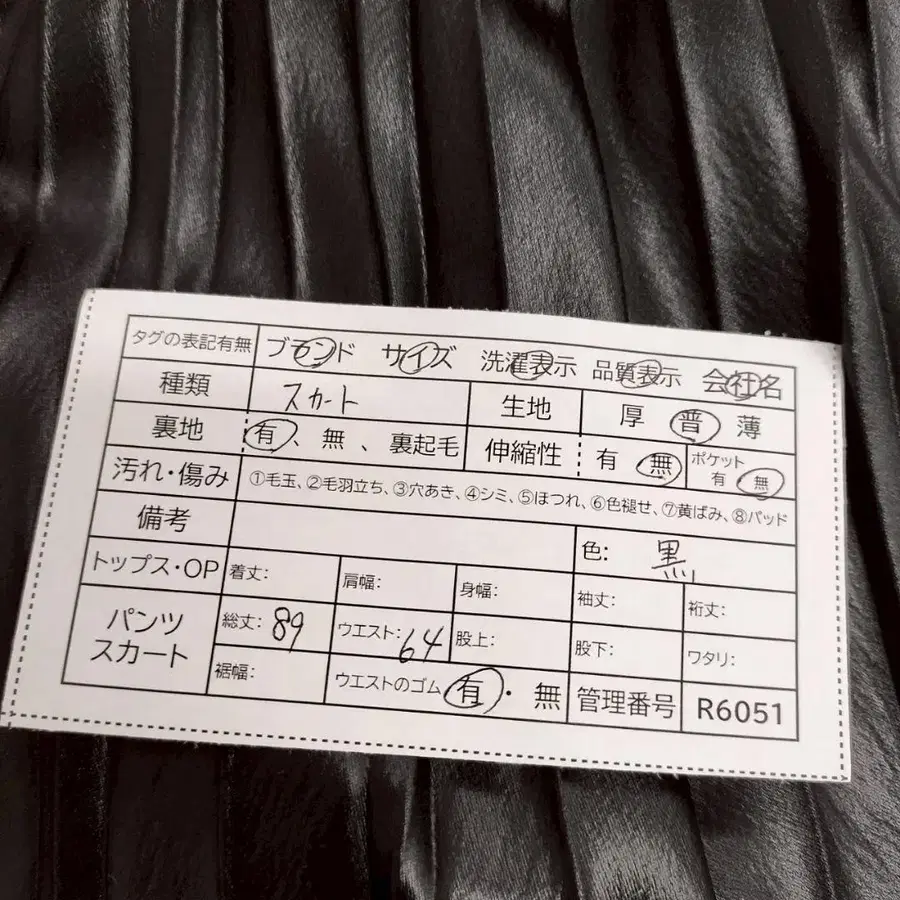 タグの表記有無 ブランド サイズ 洗濯表示 品質表示 会社名
種類 スカート 生地 厚 普 薄
裏地 有、無、裏起毛 伸縮性 有 無 ポケット 有 無
汚れ・傷み ①毛玉、②毛羽立ち、③穴あき、④シミ、⑤ほつれ、⑥色褪せ、⑦黄ばみ、⑧パッド
備考 色: 黒
トップス・OP 着丈: 肩幅: 身幅: 袖丈: 裄丈:
パンツ スカート 総丈: 89 ウエスト: 64 股上: 股下: ワタリ:
裾幅: ウエストのゴム 有・無 管理番号 R6051